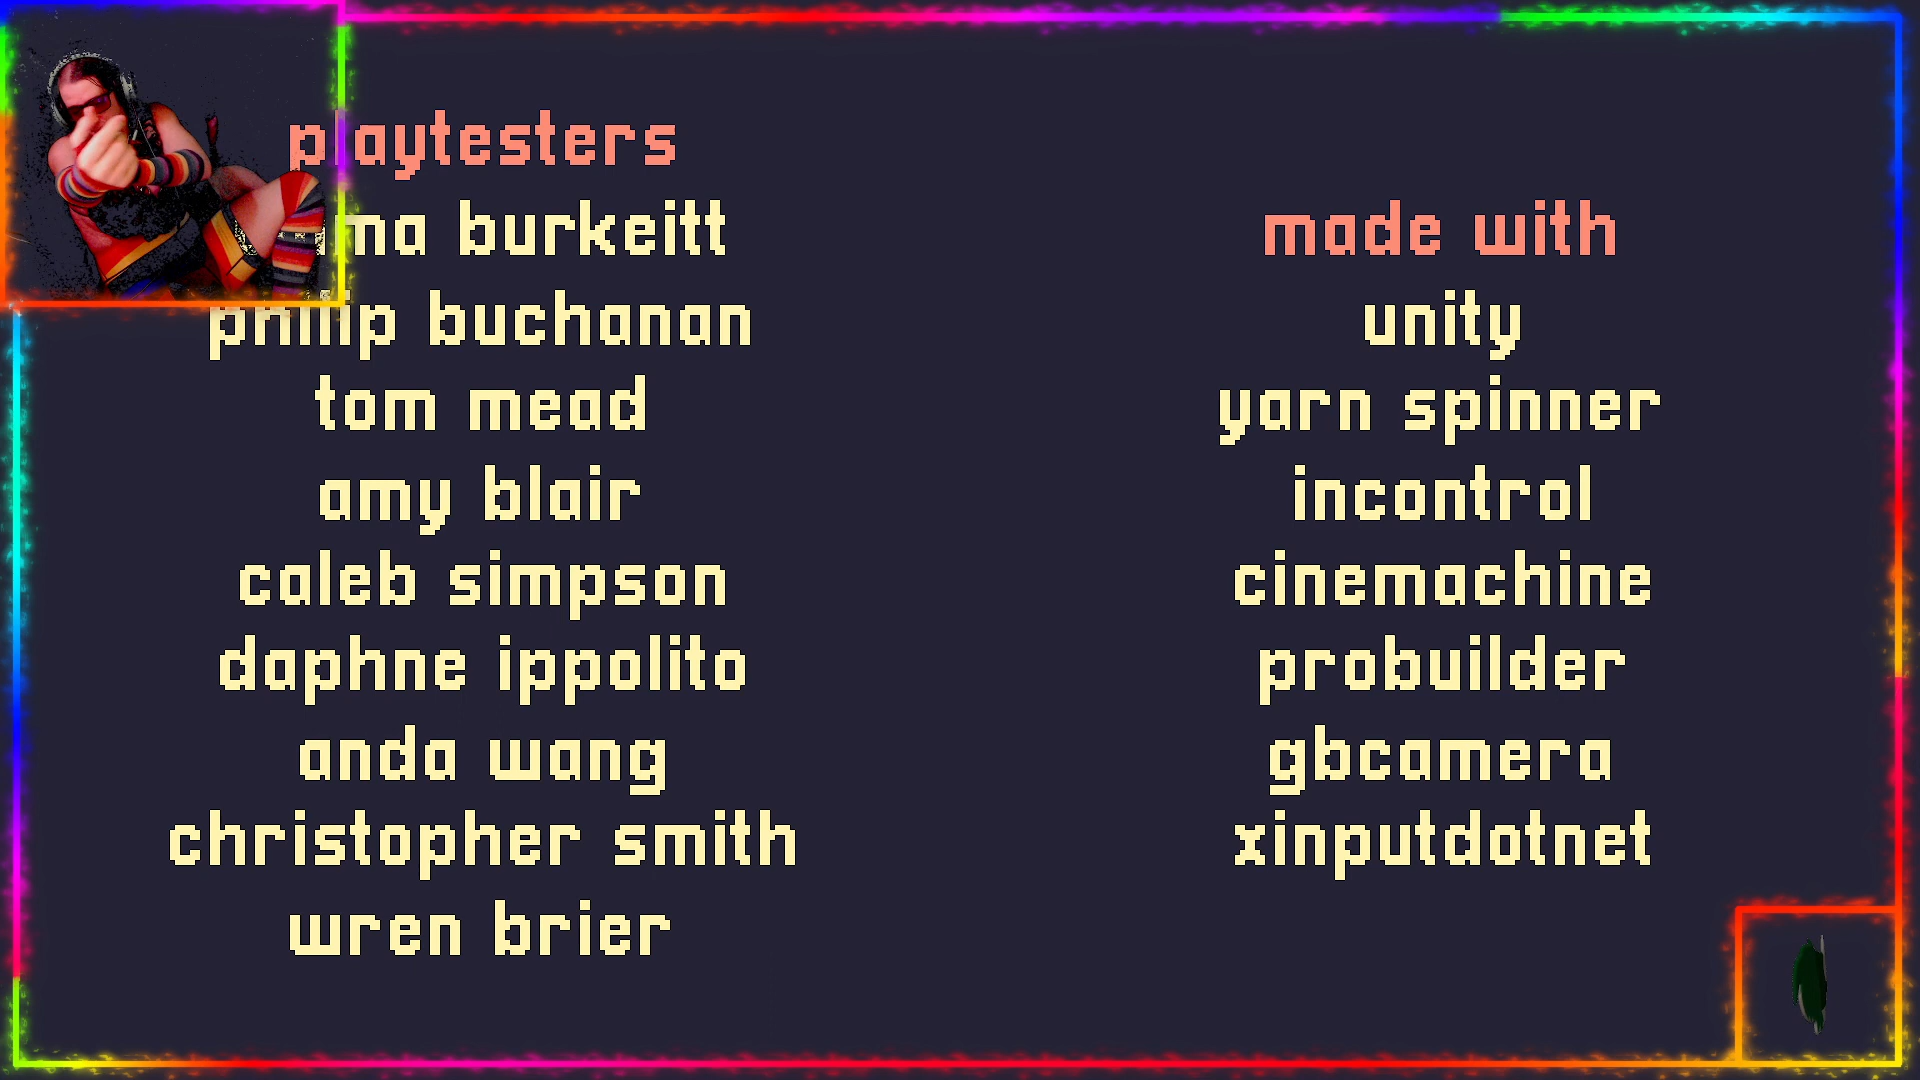 playtesters
burkeitt
philip buchanan
tom mead
amy blair
caleb simpson
daphne ippolito
anda wang
christopher smith
wren brier
made with
unity
yarn spinner
incontrol
cinemachine
probuilder
gbcamera
xinputdotnet